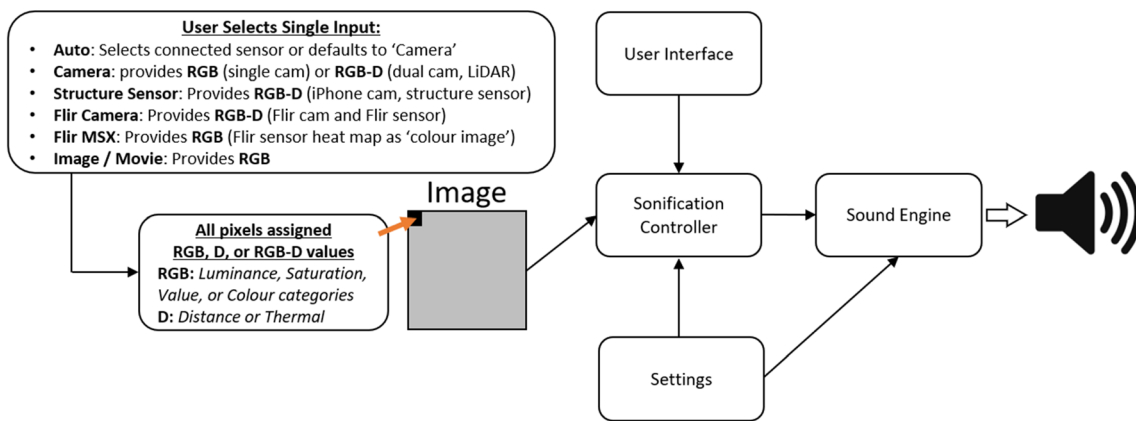 User Selects Single Input:
• Auto: Selects connected sensor or defaults to ‘Camera’
• Camera: provides RGB (single cam) or RGB-D (dual cam, LiDAR)
• Structure Sensor: Provides RGB-D (iPhone cam, structure sensor)
• Flir Camera: Provides RGB-D (Flir cam and Flir sensor)
• Flir MSX: Provides RGB (Flir sensor heat map as ‘colour image’)
• Image / Movie: Provides RGB
All pixels assigned
RGB, D, or RGB-D values
RGB: Luminance, Saturation,
Value, or Colour categories
D: Distance or Thermal
Image
User Interface
Sonification
Controller
Sound Engine
Settings